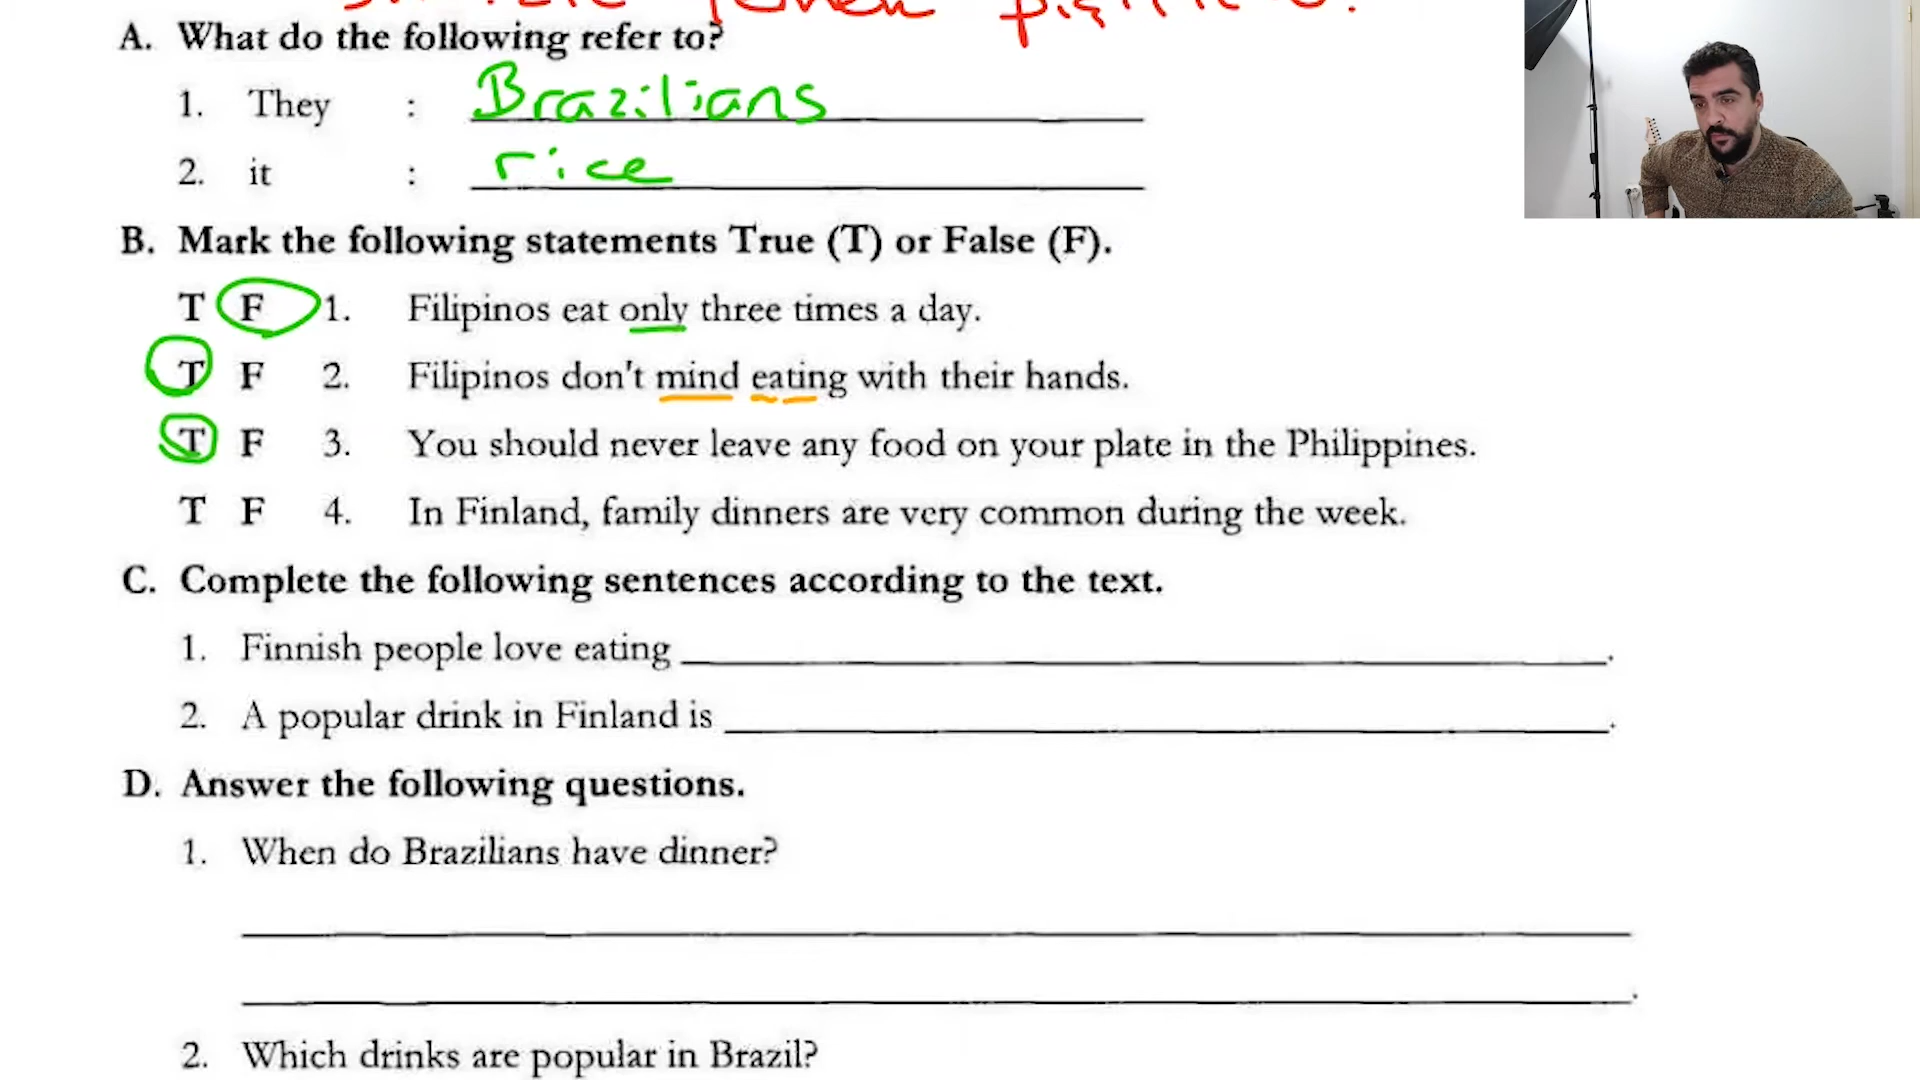 A. What do the following refer to?
1. They : Brazilians
2. it : rice
B. Mark the following statements True (T) or False (F).
T F 1. Filipinos eat only three times a day.
T F 2. Filipinos don't mind eating with their hands.
T F 3. You should never leave any food on your plate in the Philippines.
T F 4. In Finland, family dinners are very common during the week.
C. Complete the following sentences according to the text.
1. Finnish people love eating ______.
2. A popular drink in Finland is ______.
D. Answer the following questions.
1. When do Brazilians have dinner?
2. Which drinks are popular in Brazil?